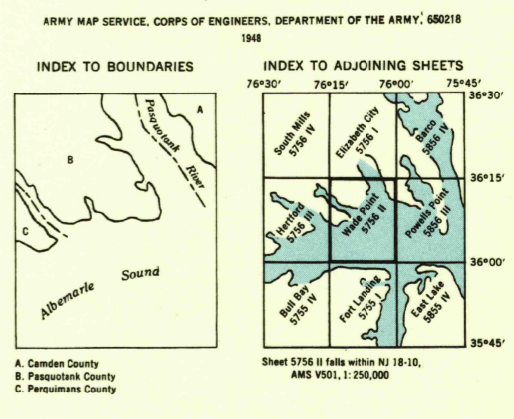 ARMY MAP SERVICE, CORPS OF ENGINEERS, DEPARTMENT OF THE ARMY, 650218
1948
INDEX TO BOUNDARIES
A
B
C
Pasquotank
River
Albemarle Sound
A. Camden County
B. Pasquotank County
C. Perquimans County
INDEX TO ADJOINING SHEETS
76°30′ 76°15′ 76°00′ 75°45′
36°30′
South Mills
5756 IV
Elizabeth City
5756 I
Barco
5856 IV
36°15′
Hertford
5756 III
Wade Point
5756 II
Powells Point
5856 III
36°00′
Bull Bay
5755 IV
Fort Landing
5755 I
East Lake
5855 IV
35°45′
Sheet 5756 II falls within NJ 18-10,
AMS V501, 1: 250,000